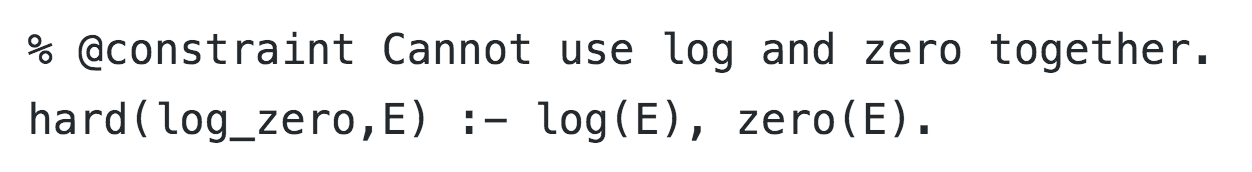 % @constraint Cannot use log and zero together.
hard(log_zero,E) :- log(E), zero(E).